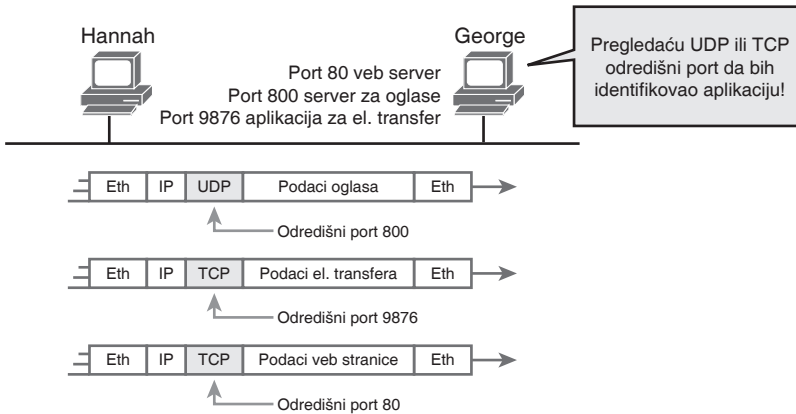 Hannah
George
Port 80 veb server
Port 800 server za oglase
Port 9876 aplikacija za el. transfer
Pregledaću UDP ili TCP
odredišni port da bih
identifikovao aplikaciju!
Eth IP UDP Podaci oglasa Eth
Odredišni port 800
Eth IP TCP Podaci el. transfera Eth
Odredišni port 9876
Eth IP TCP Podaci veb stranice Eth
Odredišni port 80